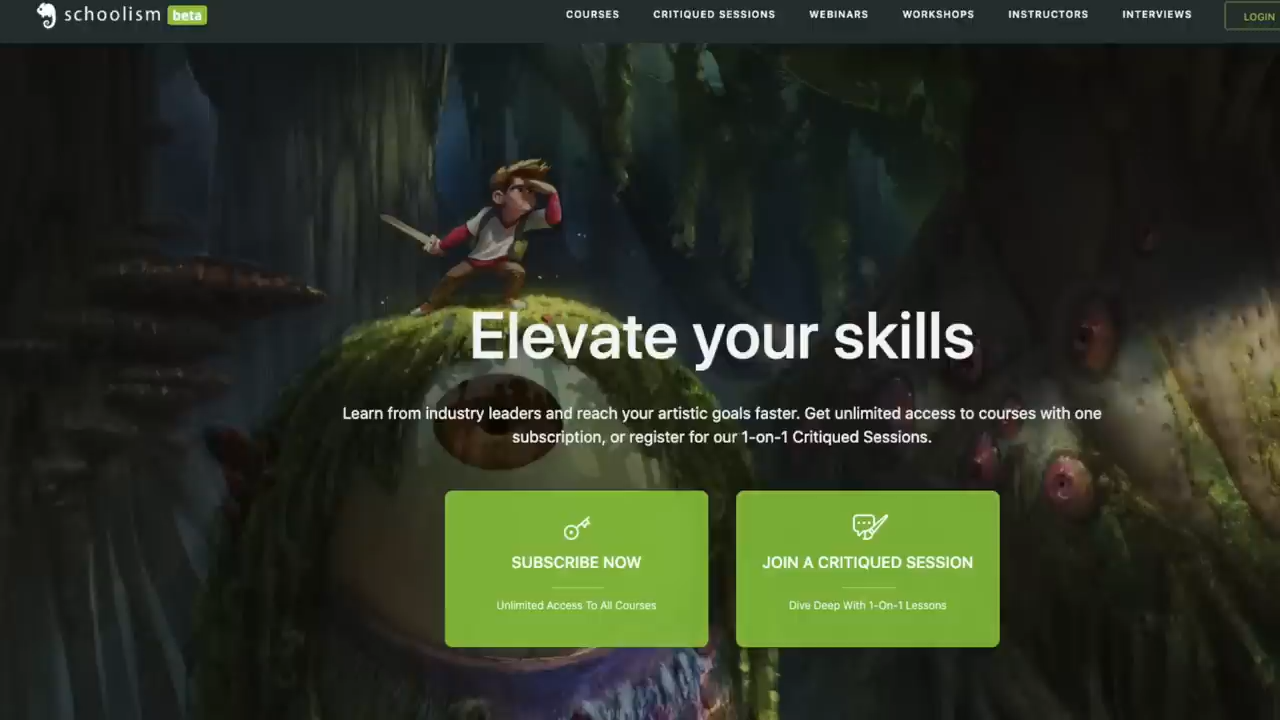 schoolism beta
COURSES CRITIQUED SESSIONS WEBINARS WORKSHOPS INSTRUCTORS INTERVIEWS LOGIN
Elevate your skills
Learn from industry leaders and reach your artistic goals faster. Get unlimited access to courses with one
subscription, or register for our 1-on-1 Critiqued Sessions.
SUBSCRIBE NOW
Unlimited Access To All Courses
JOIN A CRITIQUED SESSION
Dive Deep With 1-On-1 Lessons